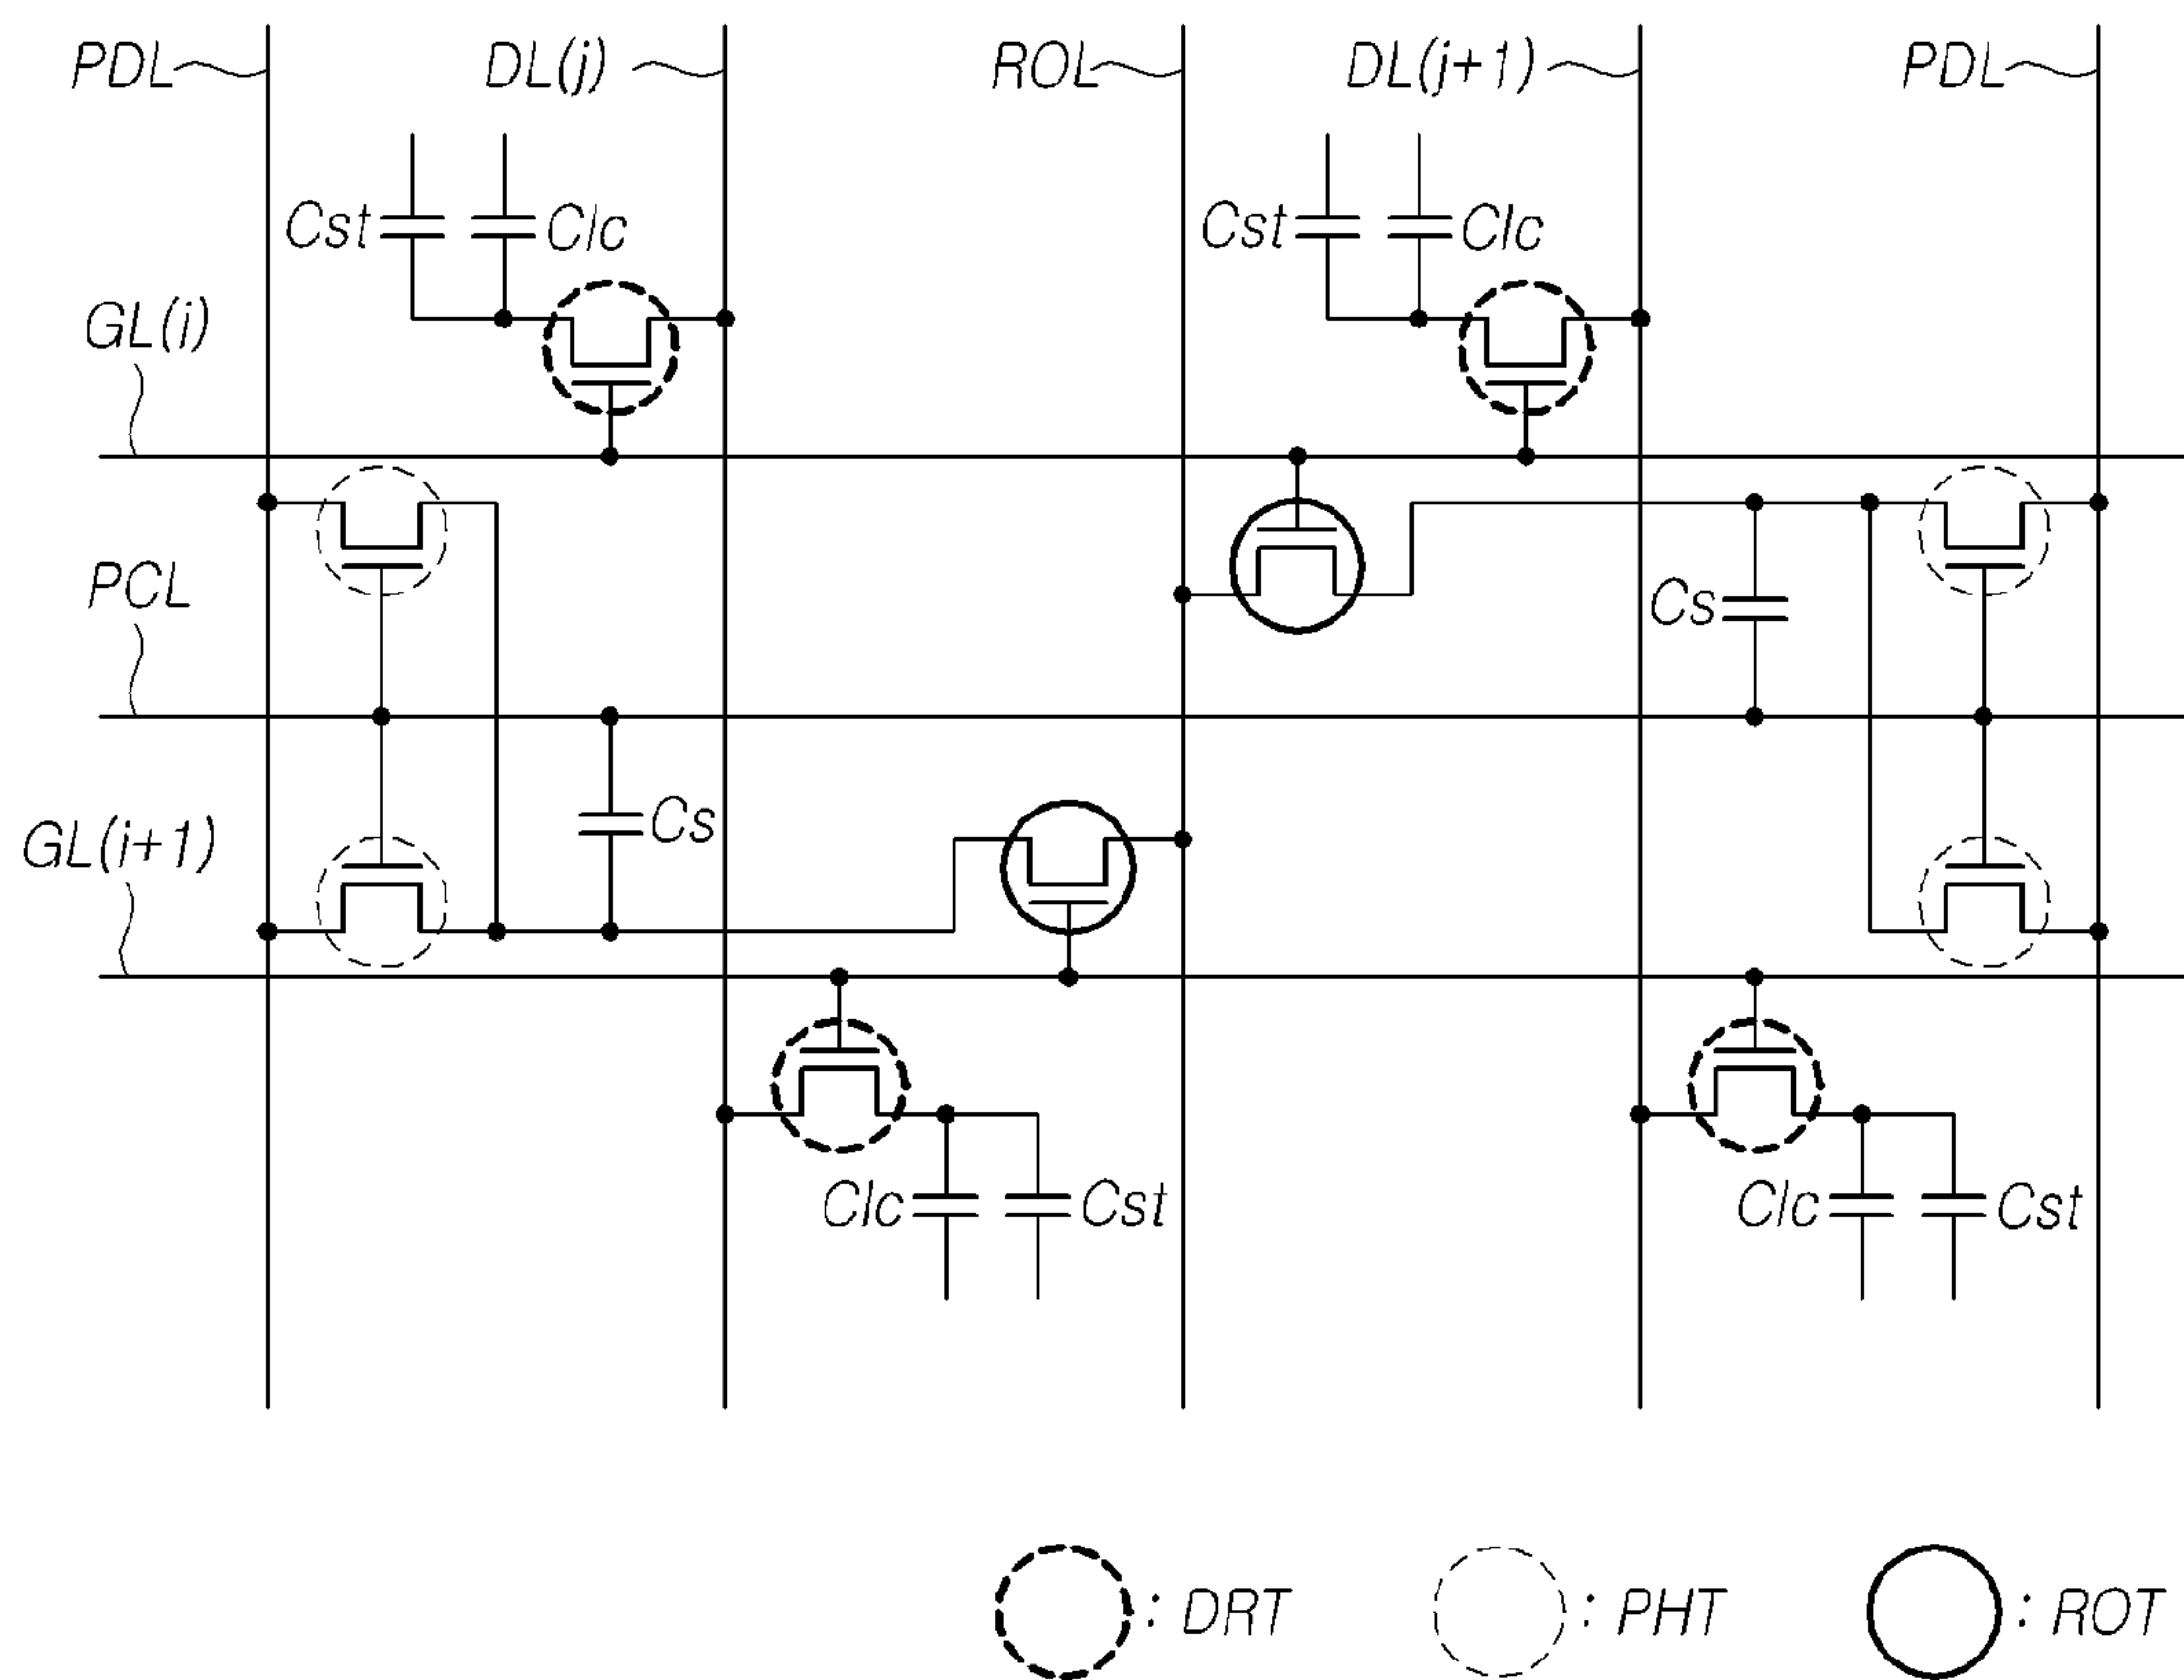 PDL DL(j) ROL DL(j+1) PDL
Cst Clc Cst Clc
GL(i)
PCL Cs
GL(i+1) Cs
Clc Cst Clc Cst
: DRT : PHT : ROT